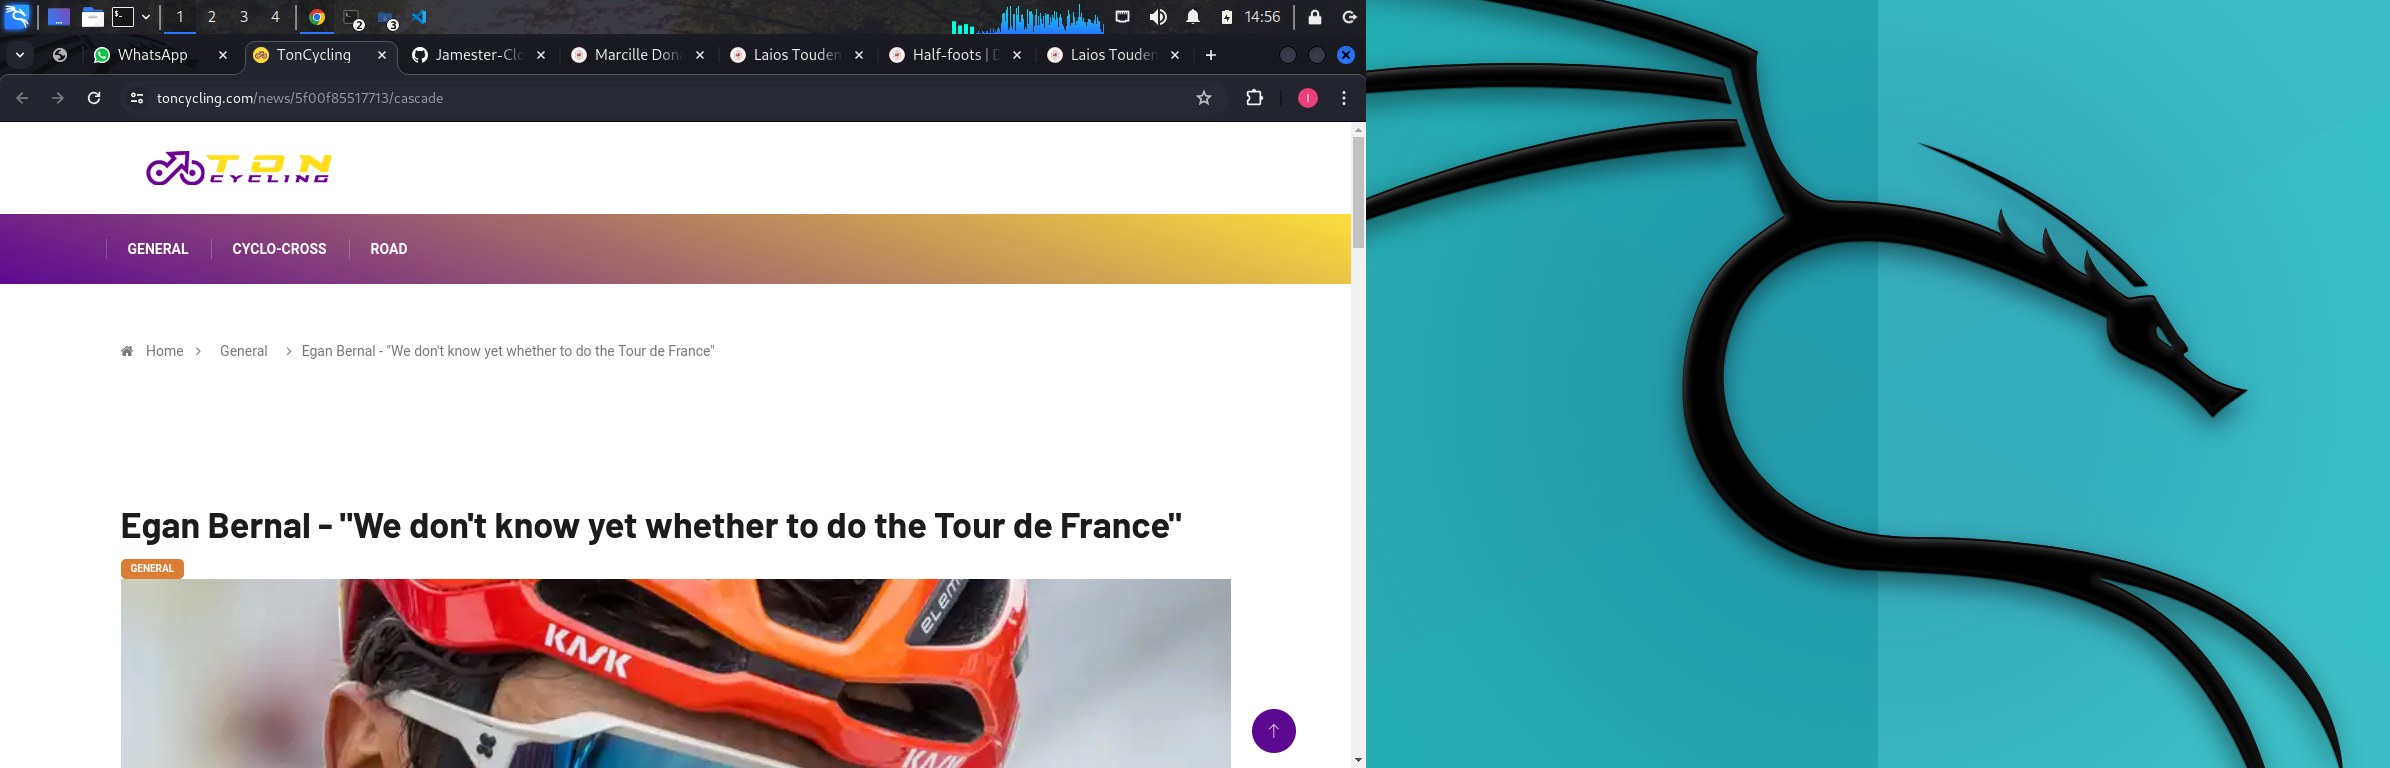 1 2 3 4 2 3 14:56
WhatsApp TonCycling Jamester-Clo Marcille Dona Laios Touden Half-foots | D Laios Touden
toncycling.com/news/5f00f85517713/cascade I
TON
CYCLING
GENERAL CYCLO-CROSS ROAD
Home General Egan Bernal - "We don't know yet whether to do the Tour de France"
Egan Bernal - "We don't know yet whether to do the Tour de France"
GENERAL
KASK
KASK